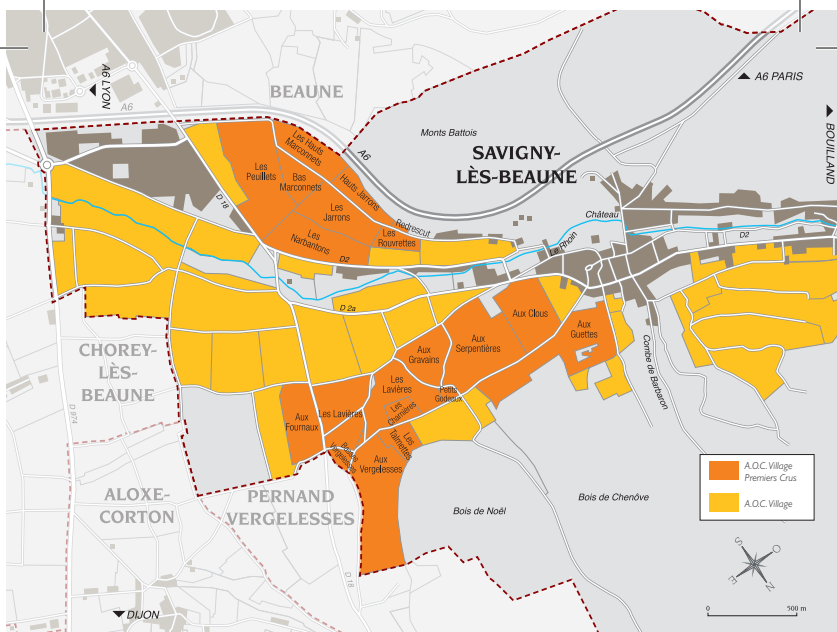 A6 LYON
A6
BEAUNE
A6 PARIS
BOUILLAND
Monts Battois
SAVIGNY-
LÈS-BEAUNE
A6
Les Hauts
Marconnets
Les
Peuillets
Bas
Marconnets
Hauts Jarrons
Les
Jarrons
Redrescut
D 18
Les
Narbantons
Les
Rouvrettes
D2
Château
Le Rhoin
D2
D 2a
Aux Clous
Aux
Guettes
Aux
Serpentières
Aux
Gravains
Combe de Barbaron
CHOREY-
LÈS-
BEAUNE
D 974
Les
Lavières
Petits
Godeaux
Les
Charnières
Les Lavières
Aux
Fournaux
Les
Talmettes
Basses
Vergelesses
Aux
Vergelesses
ALOXE-
CORTON
PERNAND
VERGELESSES
Bois de Noël
Bois de Chenôve
A.O.C. Village
Premiers Crus
A.O.C. Village
D 18
S
O
E
N
DIJON
0
500 m